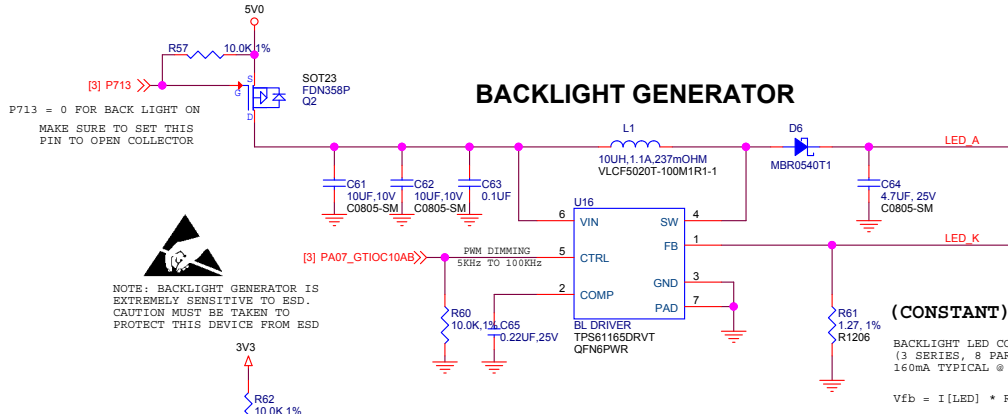 5V0
R57
10.0K,1%
[3] P713
S
G
D
SOT23
FDN358P
Q2
P713 = 0 FOR BACK LIGHT ON
MAKE SURE TO SET THIS
PIN TO OPEN COLLECTOR
BACKLIGHT GENERATOR
L1
10UH,1.1A,237mOHM
VLCF5020T-100M1R1-1
D6
MBR0540T1
LED_A
C61
10UF,10V
C0805-SM
C62
10UF,10V
C0805-SM
C63
0.1UF
C64
4.7UF, 25V
C0805-SM
U16
6
VIN
SW
4
FB
1
LED_K
[3] PA07_GTIOC10AB
PWM DIMMING
5KHz TO 100KHz
5
CTRL
GND
3
2
COMP
PAD
7
BL DRIVER
TPS61165DRVT
QFN6PWR
R60
10.0K,1%
C65
0.22UF,25V
R61
1.27, 1%
R1206
NOTE: BACKLIGHT GENERATOR IS
EXTREMELY SENSITIVE TO ESD.
CAUTION MUST BE TAKEN TO
PROTECT THIS DEVICE FROM ESD
(CONSTANT)
BACKLIGHT LED CO
(3 SERIES, 8 PAR
160mA TYPICAL @
Vfb = I[LED] *
3V3
R62
10.0K,1%